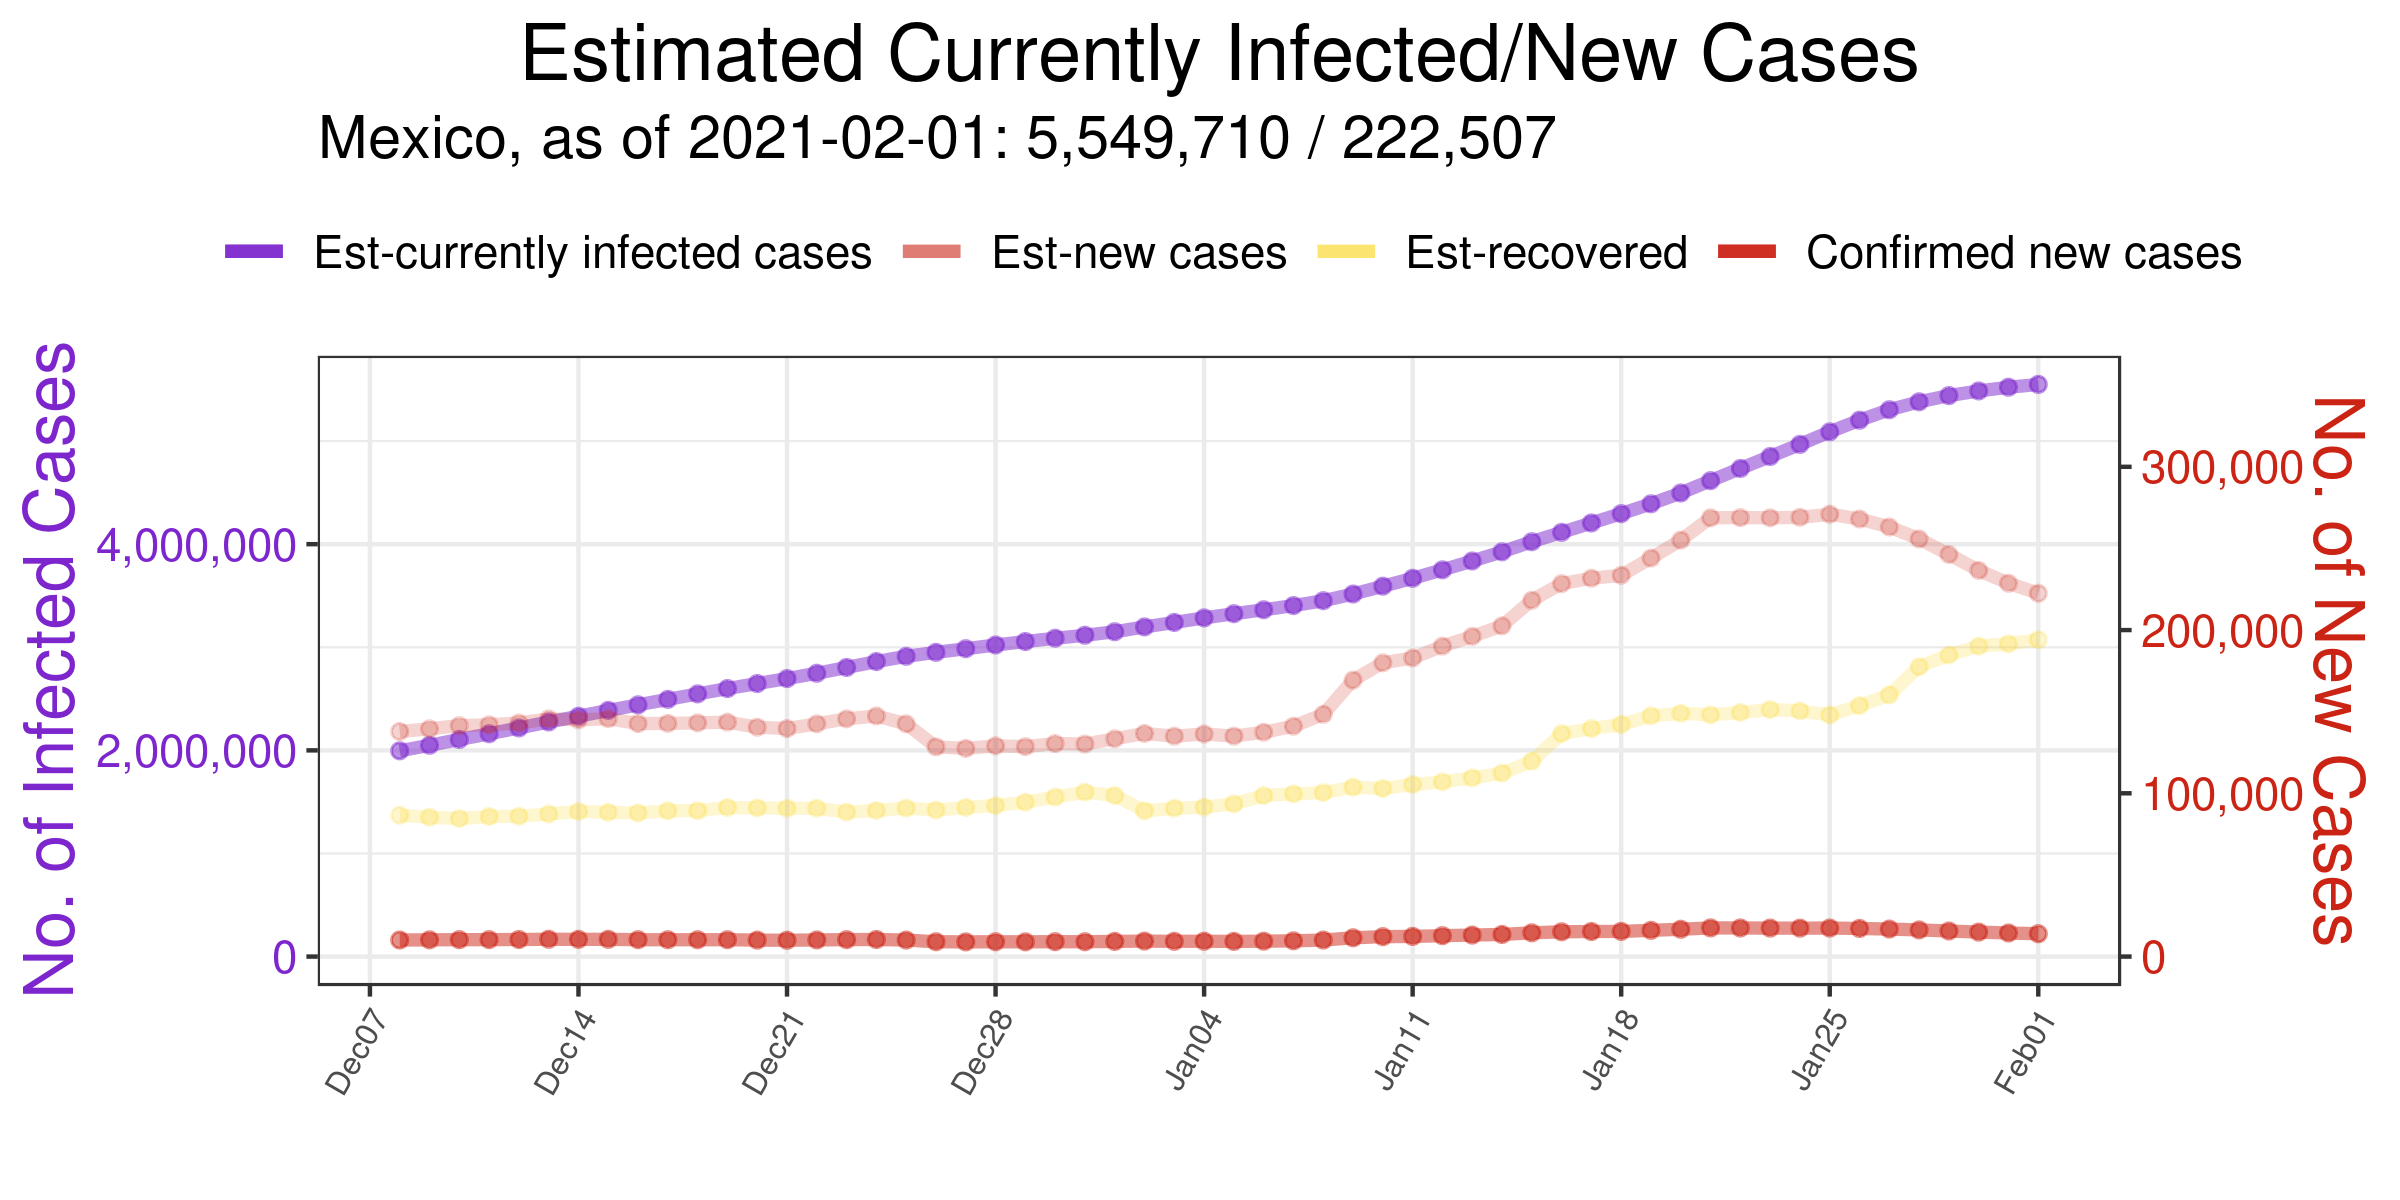 Estimated Currently Infected/New Cases
Mexico, as of 2021-02-01: 5,549,710 / 222,507
Est-currently infected cases Est-new cases Est-recovered Confirmed new cases
No. of Infected Cases
4,000,000
2,000,000
0
300,000
200,000
100,000
0
No. of New Cases
Dec07 Dec14 Dec21 Dec28 Jan04 Jan11 Jan18 Jan25 Feb01